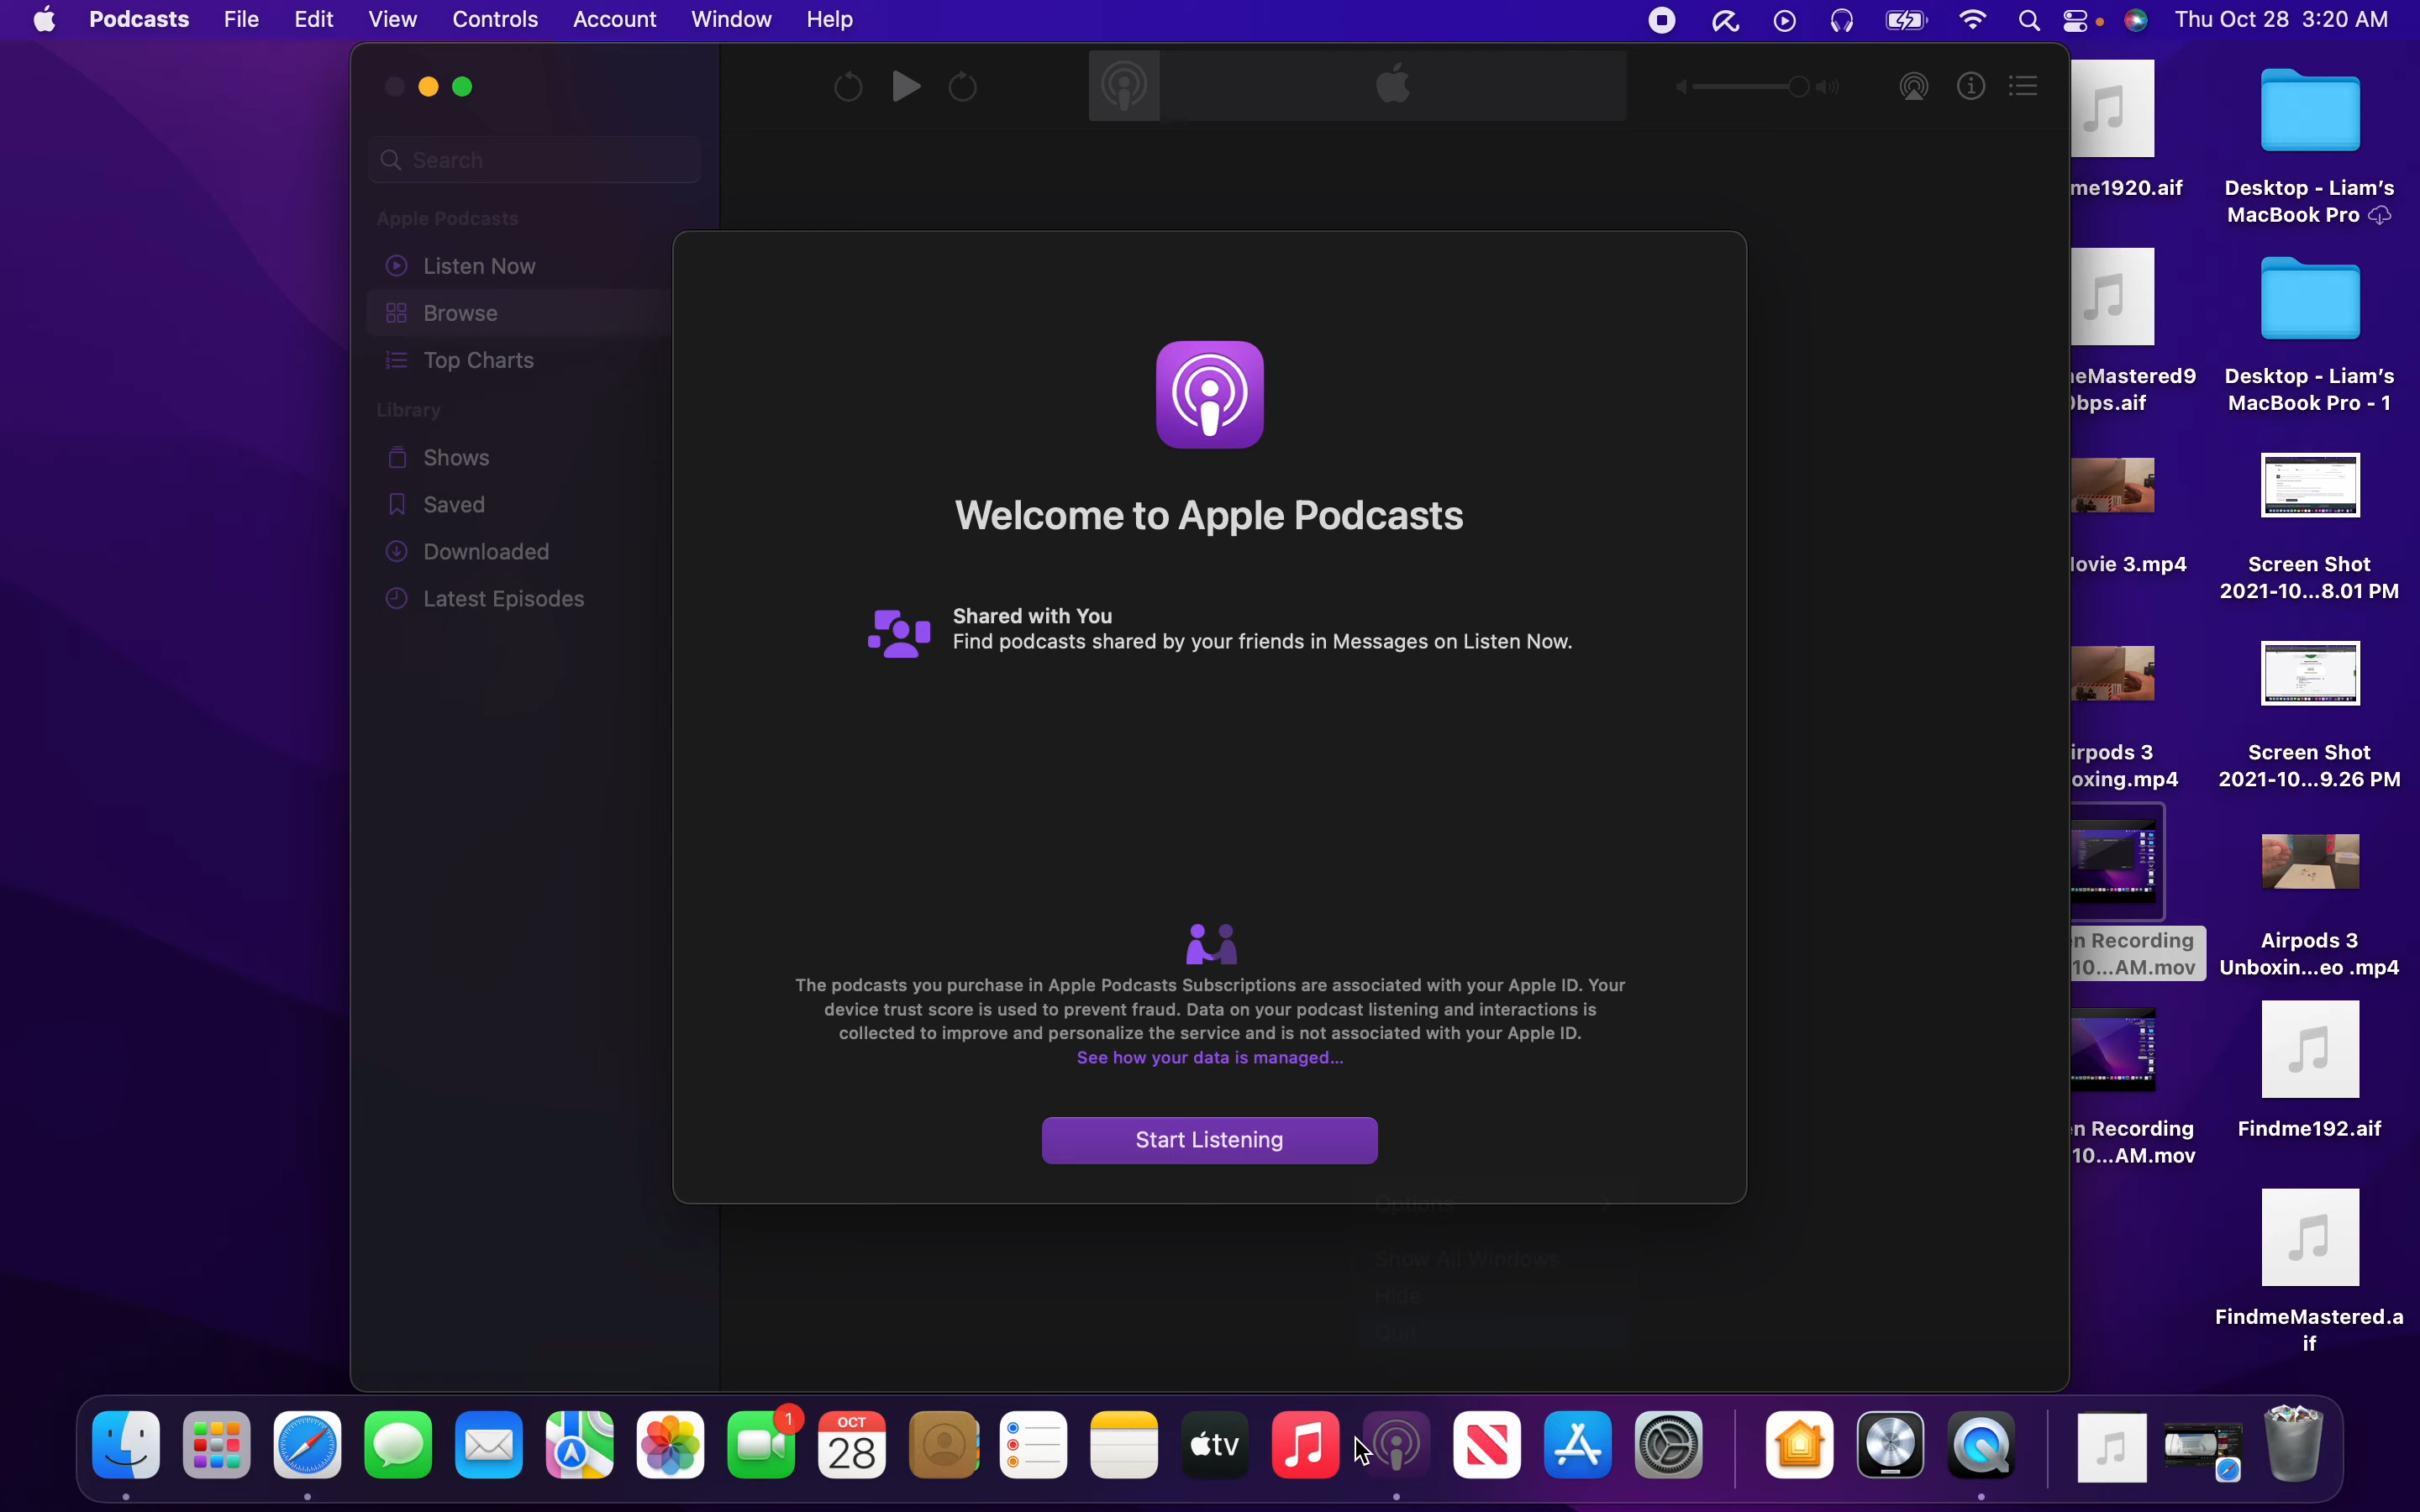 Podcasts File Edit View Controls Account Window Help
Thu Oct 28 3:20 AM
Search
Apple Podcasts
Listen Now
Browse
Top Charts
Library
Shows
Saved
Downloaded
Latest Episodes
Welcome to Apple Podcasts
Shared with You
Find podcasts shared by your friends in Messages on Listen Now.
The podcasts you purchase in Apple Podcasts Subscriptions are associated with your Apple ID. Your
device trust score is used to prevent fraud. Data on your podcast listening and interactions is
collected to improve and personalize the service and is not associated with your Apple ID.
See how your data is managed...
Start Listening
Options
Show All Windows
Hide
Quit
me1920.aif
Desktop - Liam's
MacBook Pro
eMastered9
bps.aif
Desktop - Liam's
MacBook Pro - 1
ovie 3.mp4
Screen Shot
2021-10...8.01 PM
irpods 3
oxing.mp4
Screen Shot
2021-10...9.26 PM
n Recording
10...AM.mov
Airpods 3
Unboxin...eo .mp4
n Recording
10...AM.mov
Findme192.aif
FindmeMastered.a
if
1
OCT
28
tv